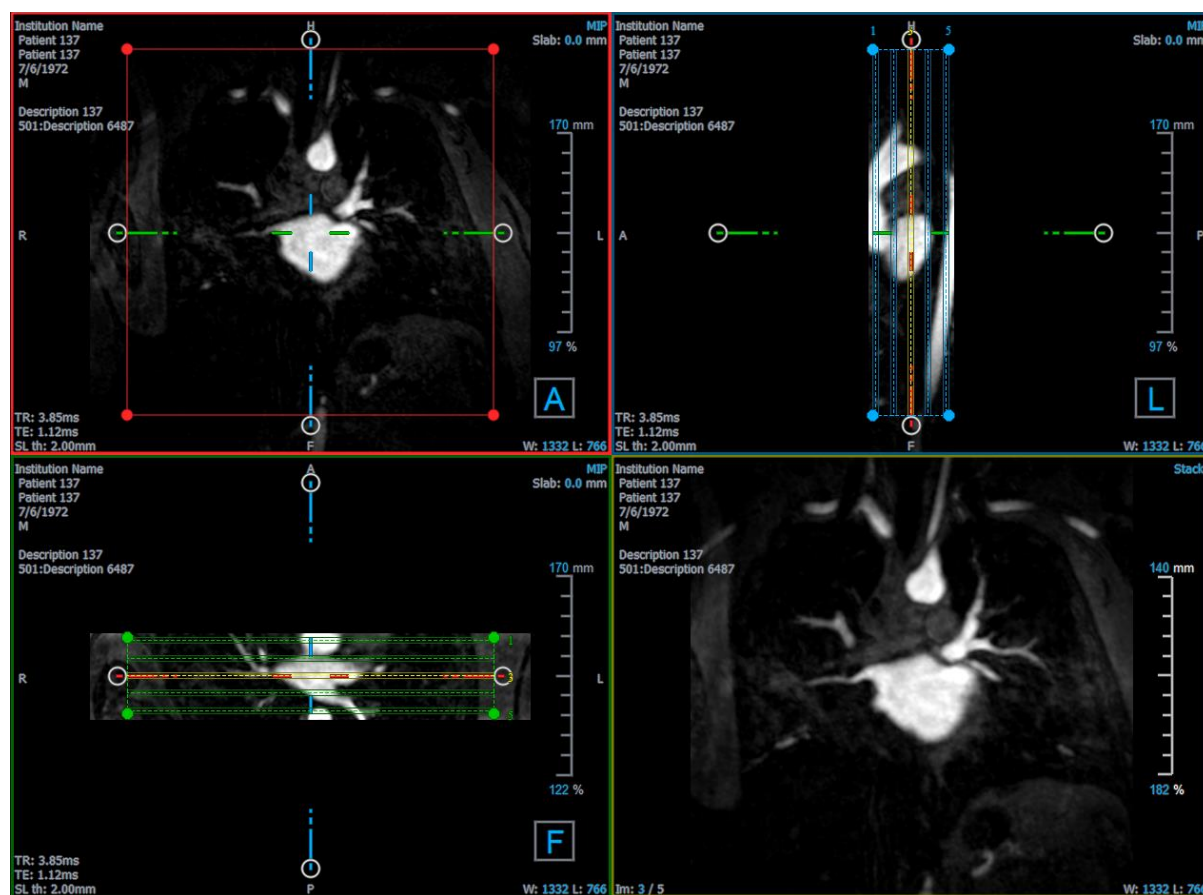 Institution Name
Patient 137
Patient 137
7/6/1972
M
Description 137
501:Description 6487
H
MIP
Slab: 0.0 mm
170 mm
R
L
97 %
A
TR: 3.85ms
TE: 1.12ms
SL th: 2.00mm
F
W: 1332 L: 766
Institution Name
Patient 137
Patient 137
7/6/1972
M
Description 137
501:Description 6487
1
H
5
MIP
Slab: 0.0 mm
170 mm
A
P
97 %
L
TR: 3.85ms
TE: 1.12ms
SL th: 2.00mm
F
W: 1332 L: 766
Institution Name
Patient 137
Patient 137
7/6/1972
M
Description 137
501:Description 6487
A
MIP
Slab: 0.0 mm
170 mm
1
R
3
L
5
122 %
F
TR: 3.85ms
TE: 1.12ms
SL th: 2.00mm
P
W: 1332 L: 766
Institution Name
Patient 137
Patient 137
7/6/1972
M
Description 137
501:Description 6487
Stack
140 mm
182 %
Im: 3 / 5
W: 1332 L: 766